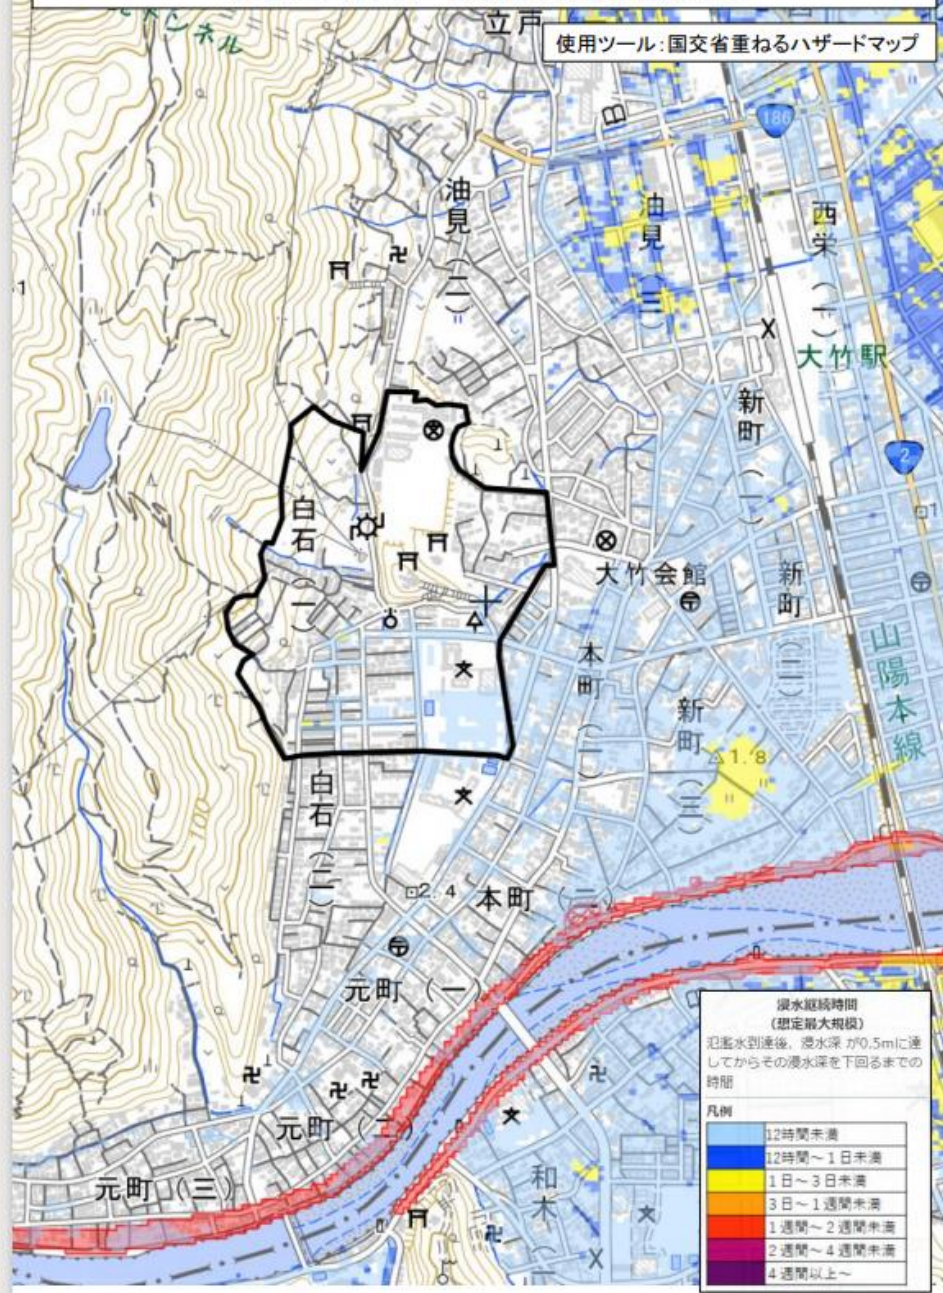 立戸
使用ツール：国交省重ねるハザードマップ
トンネル
186
油見（二）
油見（三）
西栄（一）
大竹駅
新町（一）
2
白石（一）
大竹会館
新町（二）
本町（一）
山陽本線
新町（三）
1.8
白石（二）
100
2.4
本町（二）
元町（一）
元町（二）
元町（三）
和木（
浸水継続時間
（想定最大規模）
氾濫水到達後、浸水深 が0.5mに達
してからその浸水深を下回るまでの
時間
凡例
12時間未満
12時間～1日未満
1日～3日未満
3日～1週間未満
1週間～2週間未満
2週間～4週間未満
4週間以上～